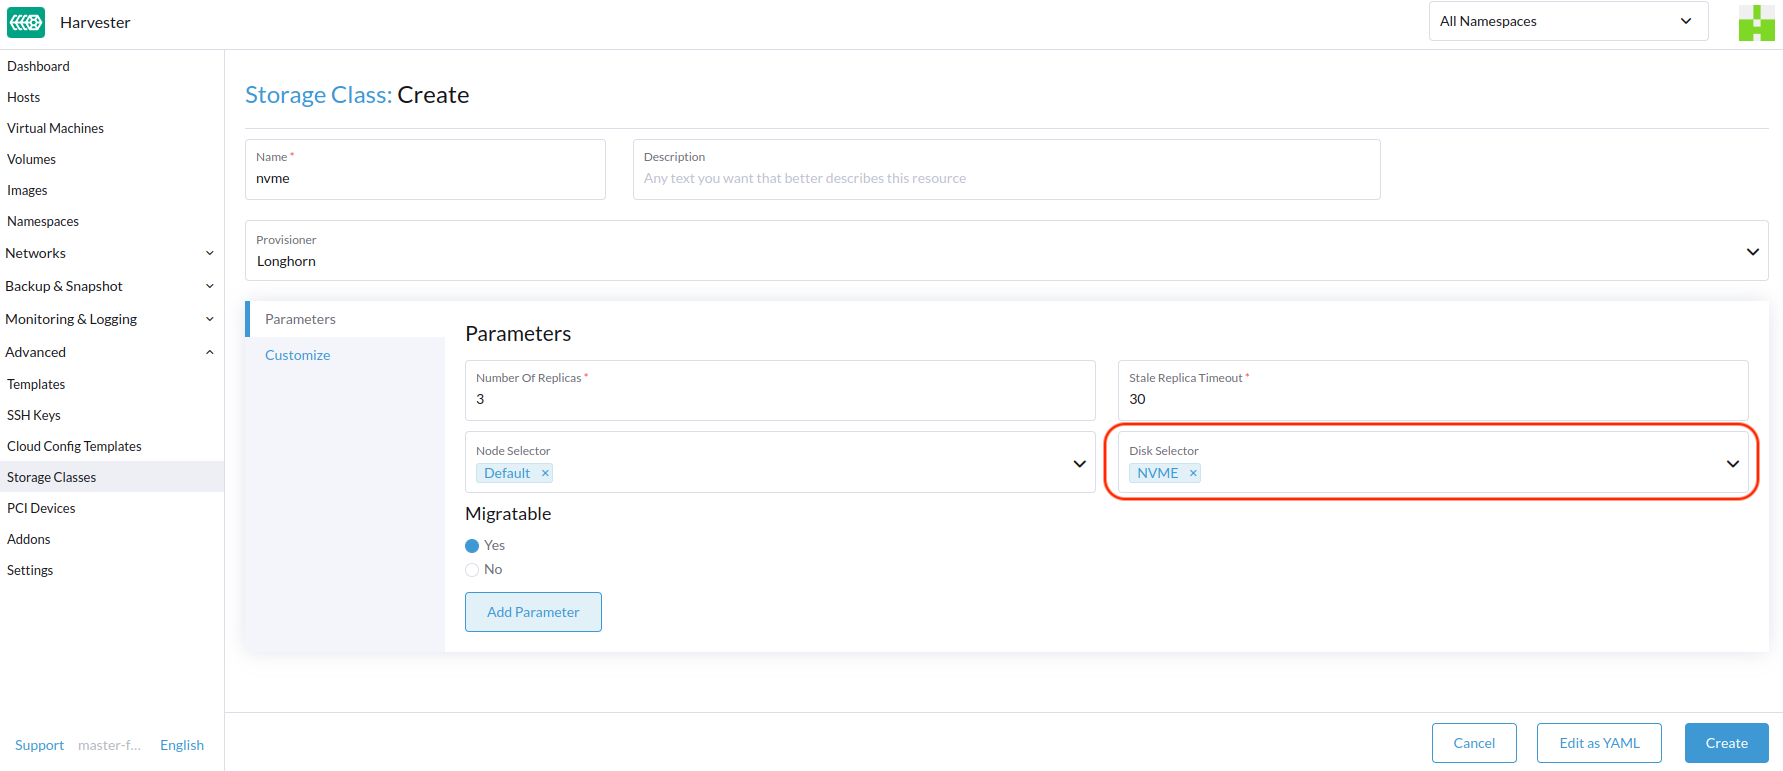 Harvester
All Namespaces
Dashboard
Hosts
Virtual Machines
Volumes
Images
Namespaces
Networks
Backup & Snapshot
Monitoring & Logging
Advanced
Templates
SSH Keys
Cloud Config Templates
Storage Classes
PCI Devices
Addons
Settings
Support master-f... English
Storage Class: Create
Name *
nvme
Description
Any text you want that better describes this resource
Provisioner
Longhorn
Parameters
Customize
Parameters
Number Of Replicas *
3
Stale Replica Timeout *
30
Node Selector
Default ×
Disk Selector
NVME ×
Migratable
Yes
No
Add Parameter
Cancel
Edit as YAML
Create